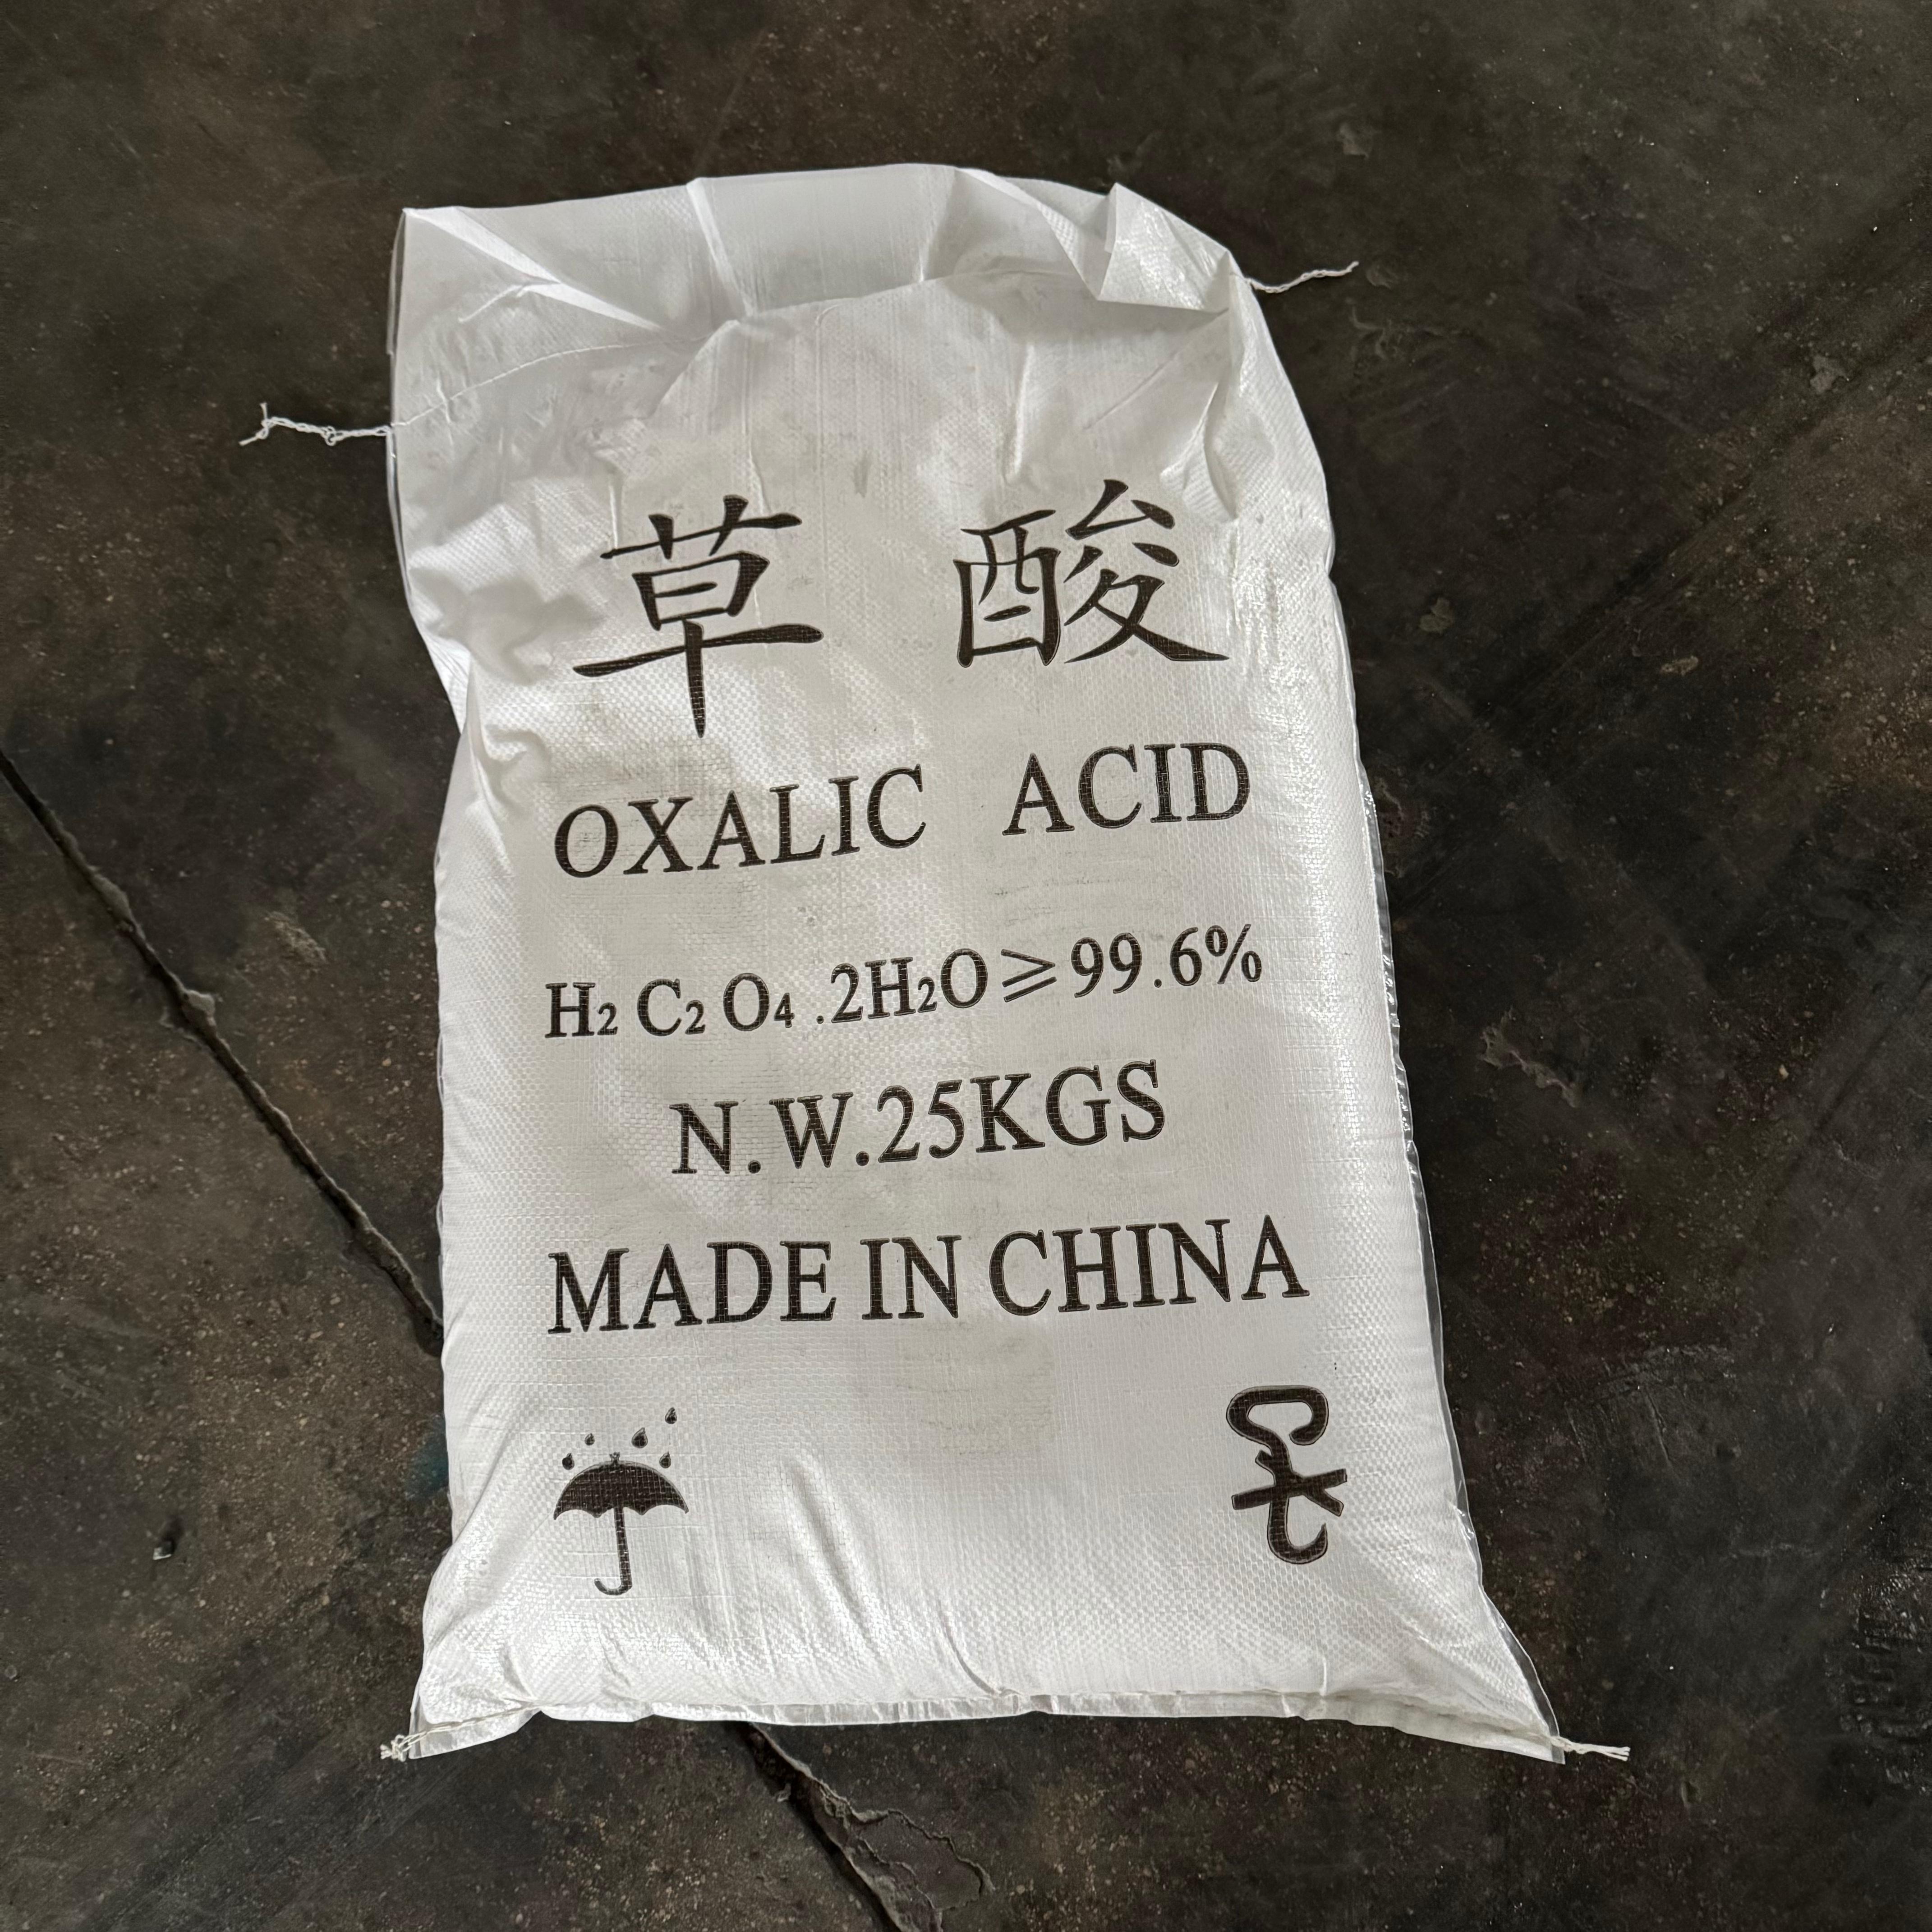 草 酸
OXALIC ACID
H₂ C₂ O₄ .2H₂O≥99.6%
N.W.25KGS
MADE IN CHINA